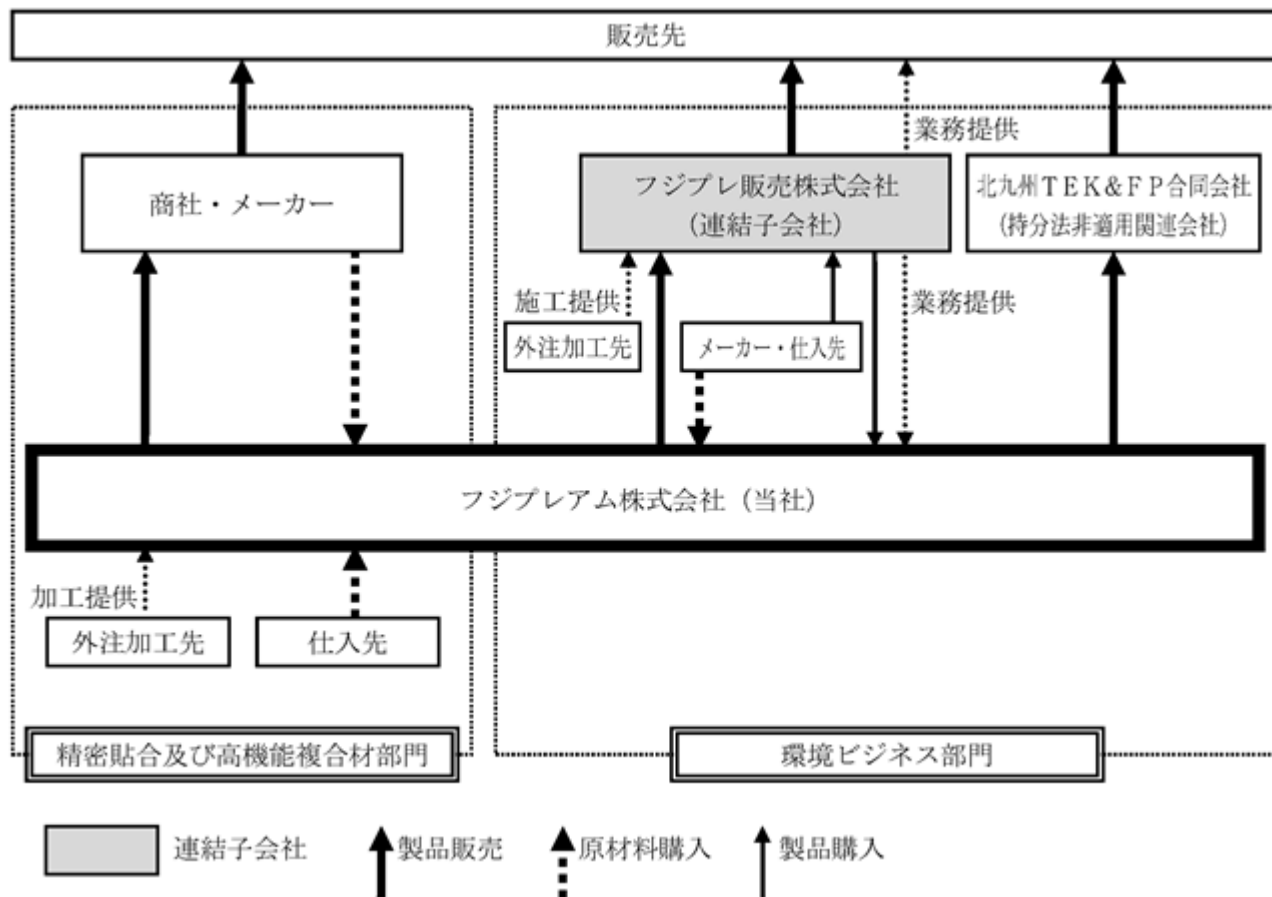 販売先
業務提供
商社・メーカー
フジプレ販売株式会社
(連結子会社)
北九州ＴＥＫ＆ＦＰ合同会社
(持分法非適用関連会社)
施工提供
業務提供
外注加工先
メーカー・仕入先
フジプレアム株式会社（当社）
加工提供
外注加工先
仕入先
精密貼合及び高機能複合材部門
環境ビジネス部門
連結子会社
製品販売
原材料購入
製品購入